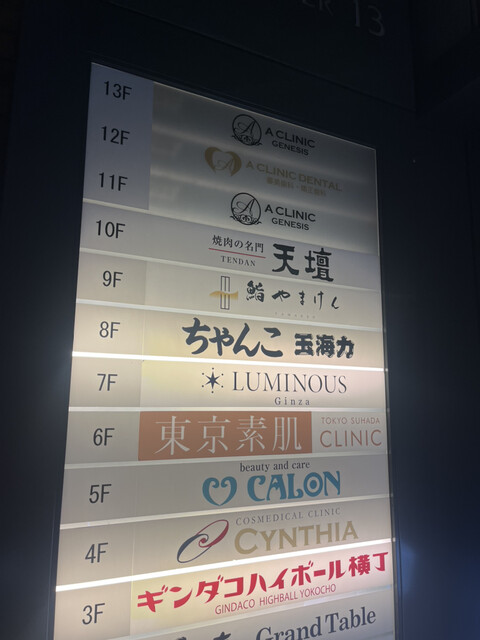 13
13F
A CLINIC
GENESIS
12F
A CLINIC DENTAL
11F
A CLINIC
GENESIS
10F
焼肉の名門
TENDAN
天壇
9F
鮨 やまけん
8F
ちゃんこ 玉海力
7F
LUMINOUS
Ginza
6F
東京素肌
TOKYO SUHADA
CLINIC
5F
beauty and care
CALON
4F
COSMEDICAL CLINIC
CYNTHIA
3F
ギンダコハイボール横丁
GINDACO HIGHBALL YOKOCHO
Grand Table